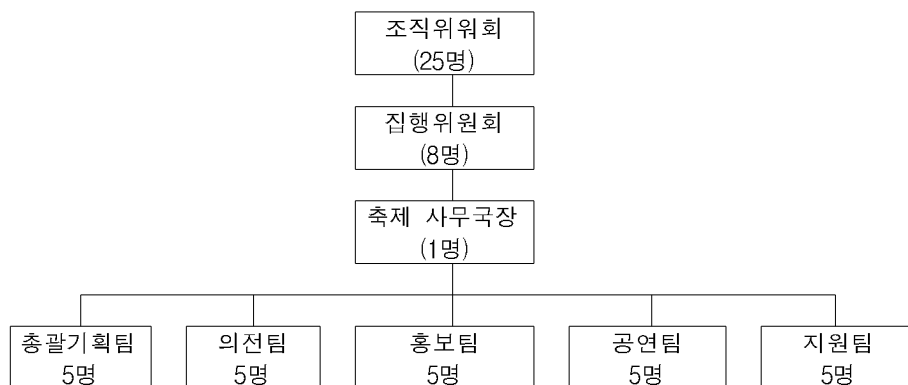 조직위워회
(25명)
집행위원회
(8명)
축제 사무국장
(1명)
총괄기획팀
5명
의전팀
5명
홍보팀
5명
공연팀
5명
지원팀
5명